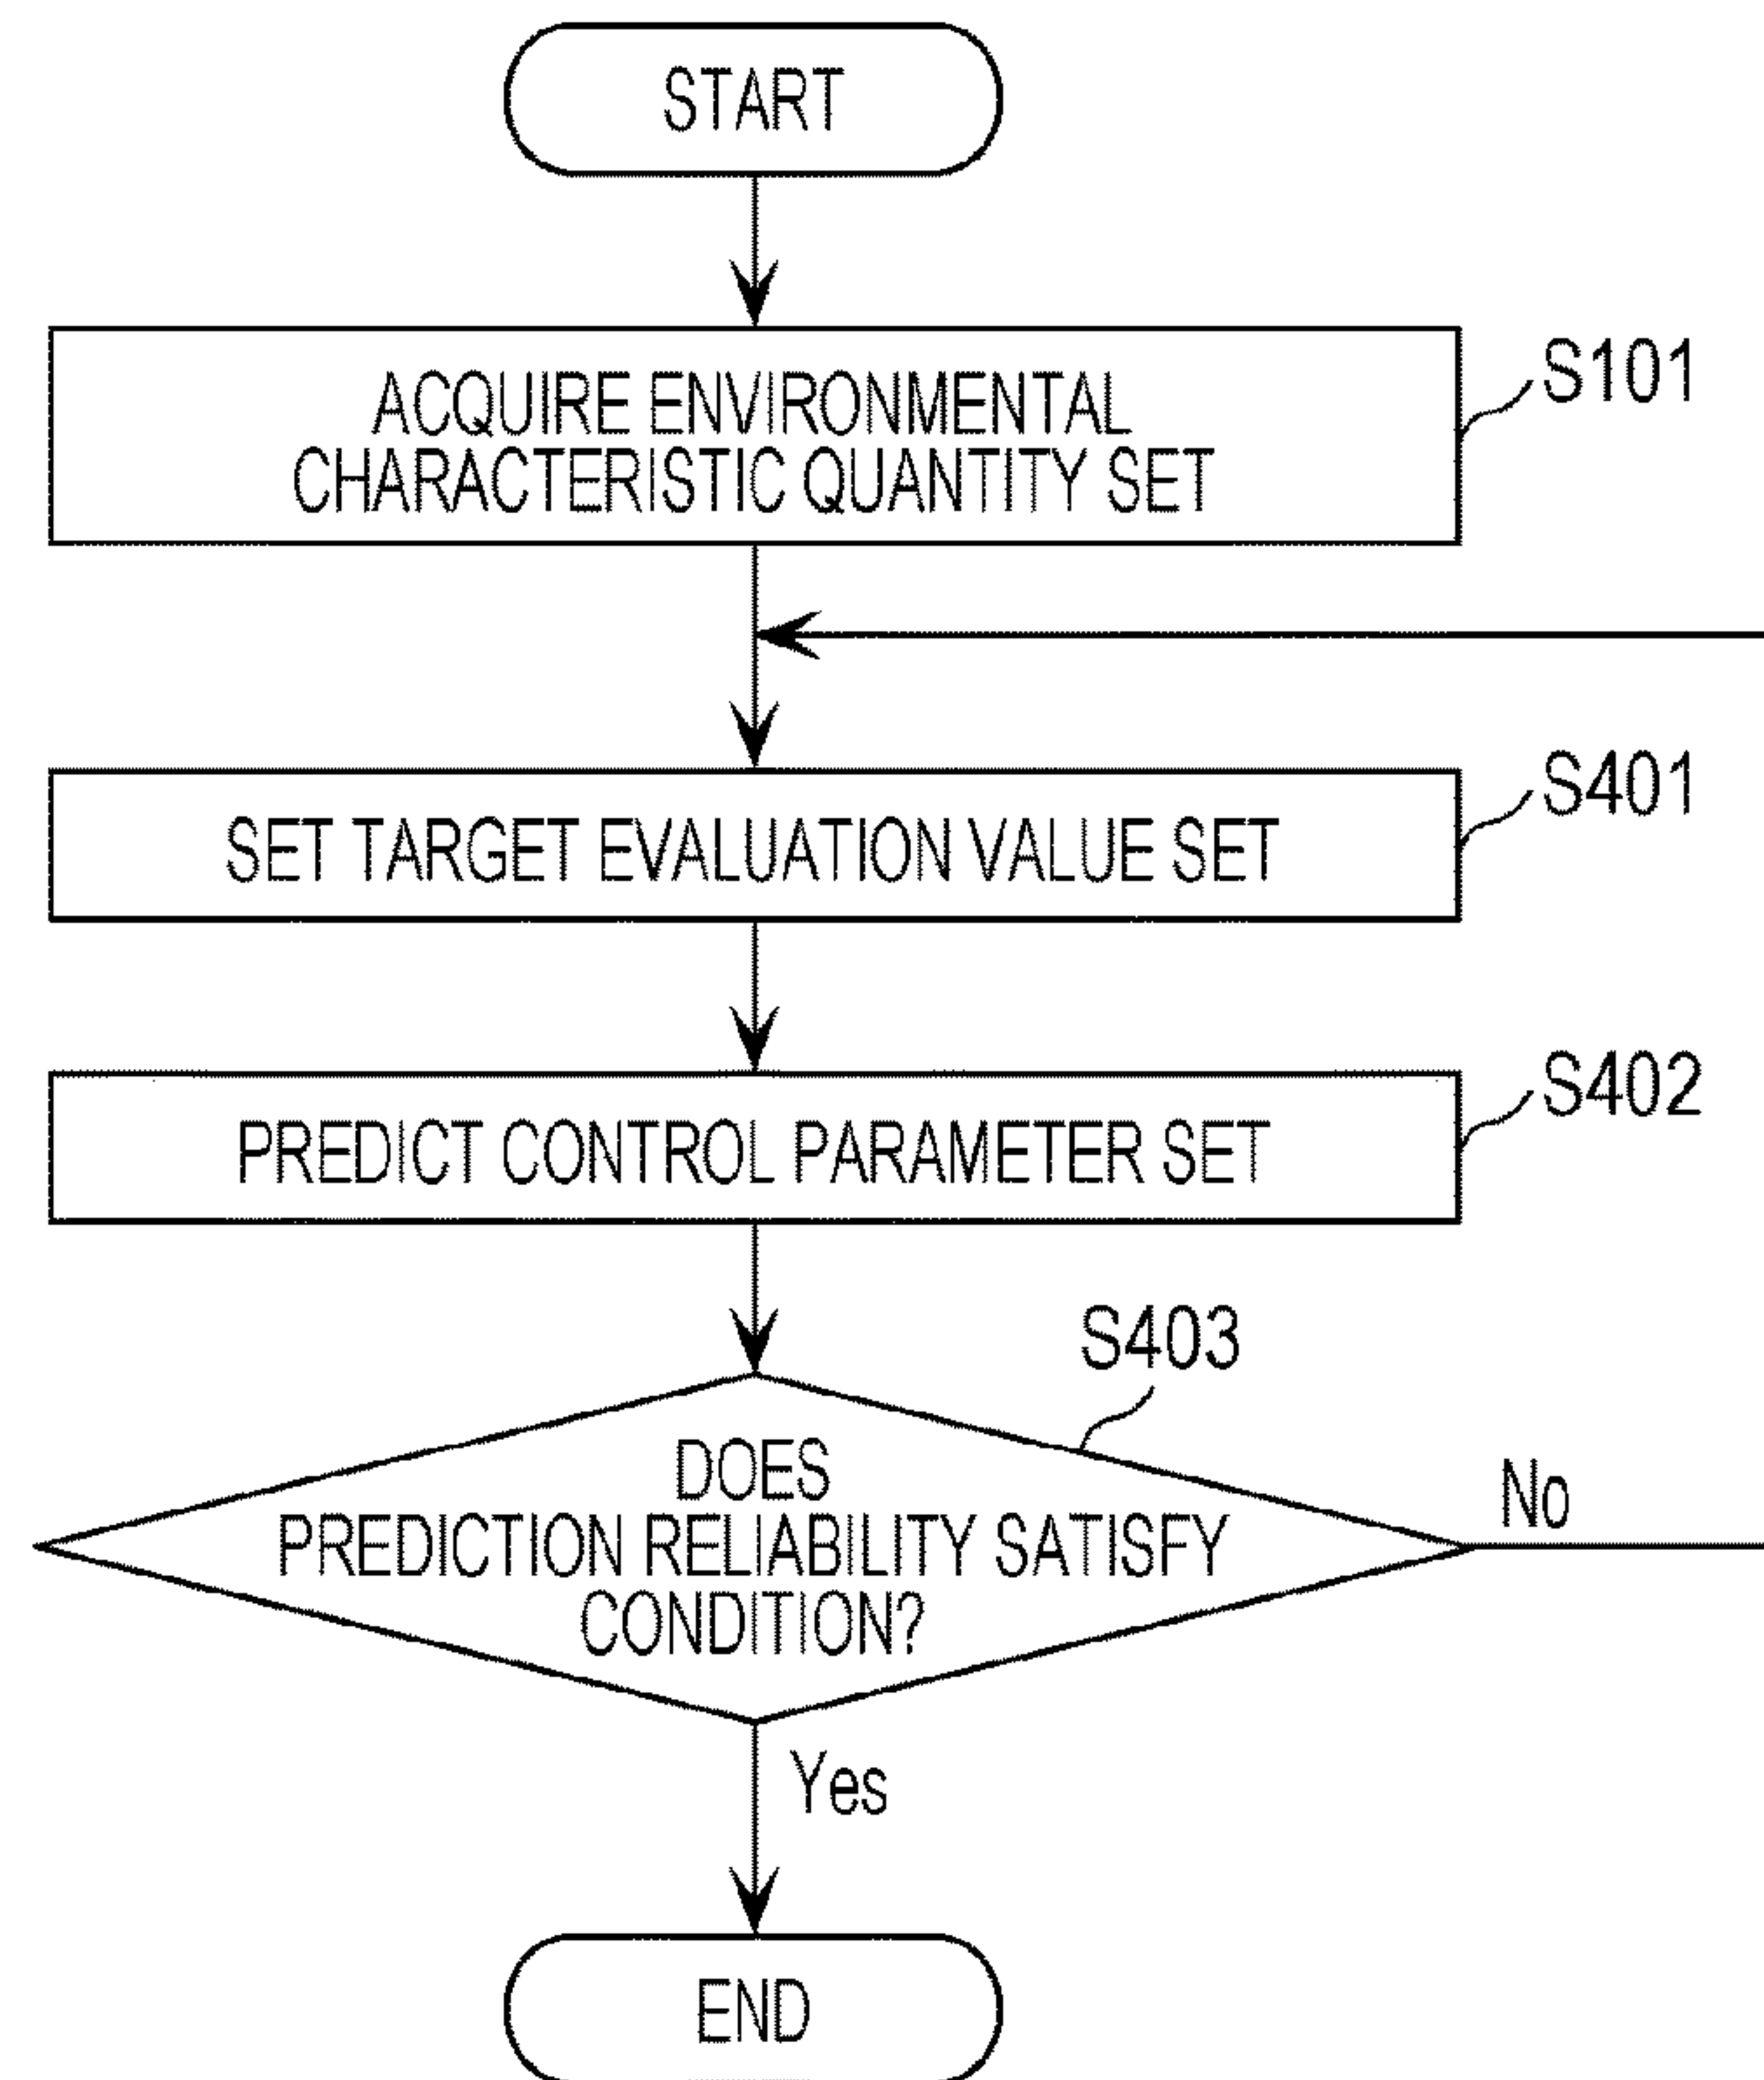 START
ACQUIRE ENVIRONMENTAL
CHARACTERISTIC QUANTITY SET
S101
SET TARGET EVALUATION VALUE SET
S401
PREDICT CONTROL PARAMETER SET
S402
S403
DOES
PREDICTION RELIABILITY SATISFY
CONDITION?
No
Yes
END